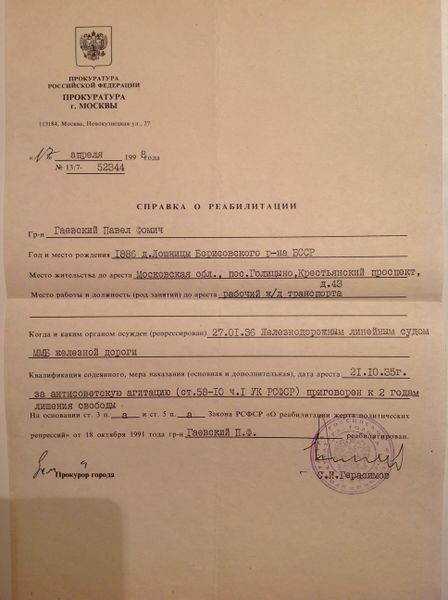 ПРОКУРАТУРА
РОССИЙСКОЙ ФЕДЕРАЦИИ
ПРОКУРАТУРА
г. МОСКВЫ
113184, Москва, Новокузнецкая ул., 27
«17» апреля 1998 года
№ 13/7- 52344
СПРАВКА О РЕАБИЛИТАЦИИ
Гр-н Гаевский Павел Фомич
Год и место рождения 1886 д.Лошницы Борисовского р-на БССР
Место жительства до ареста Московская обл., пос.Голицыно,Крестьянский проспект,
д.43
Место работы и должность (род занятий) до ареста рабочий ж/д транспорта
Когда и каким органом осужден (репрессирован) 27.01.36 Железнодорожным линейным судом
ММБ железной дороги
Квалификация содеянного, мера наказания (основная и дополнительная), дата ареста 21.10.35г.
за антисоветскую агитацию (ст.58-10 ч.I УК РСФСР) приговорен к 2 годам
лишения свободы
На основании ст. 3 п. а и ст. 5 п. а Закона РСФСР «О реабилитации жертв политических
репрессий» от 18 октября 1991 года гр-н Гаевский П.Ф. реабилитирован.
Прокурор города
С.И.Герасимов